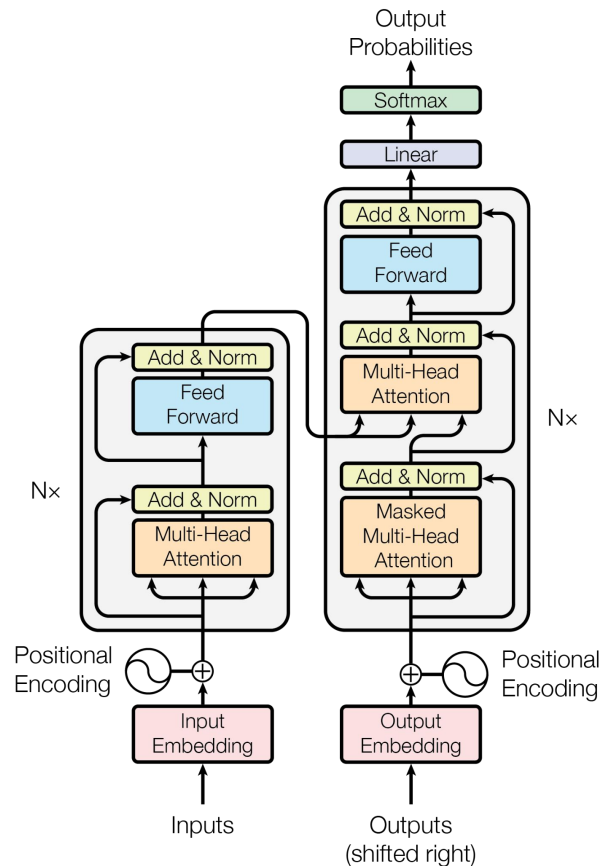 Output
Probabilities
Softmax
Linear
Add & Norm
Feed
Forward
Add & Norm
Multi-Head
Attention
Add & Norm
Masked
Multi-Head
Attention
N×
Add & Norm
Feed
Forward
Add & Norm
Multi-Head
Attention
N×
Positional
Encoding
Positional
Encoding
Input
Embedding
Output
Embedding
Inputs
Outputs
(shifted right)